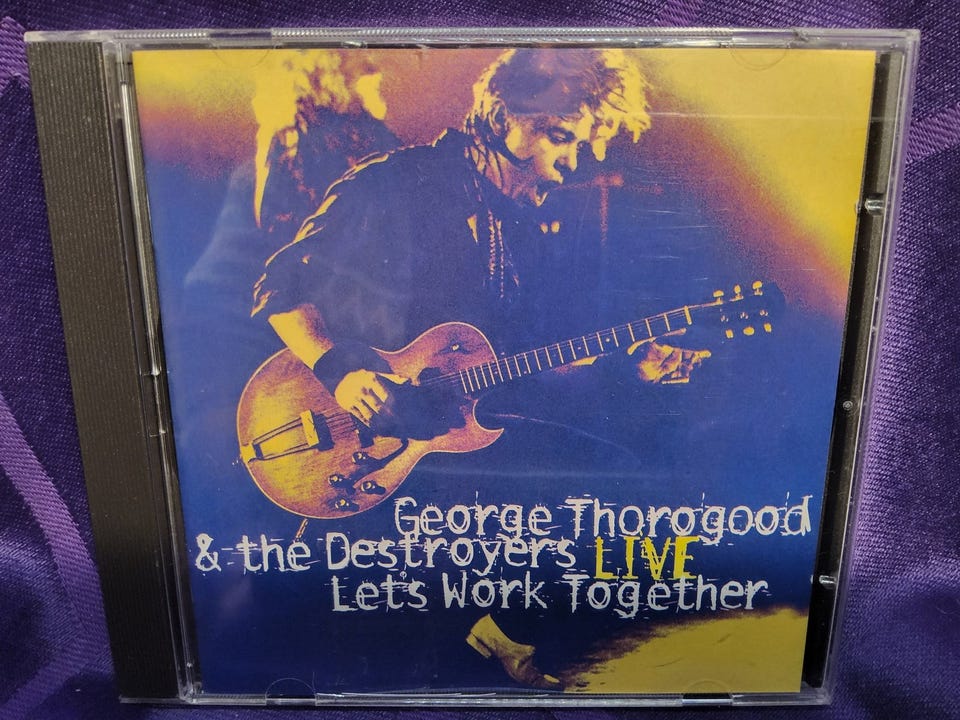 George Thorogood
& the Destroyers LIVE
Let's Work Together